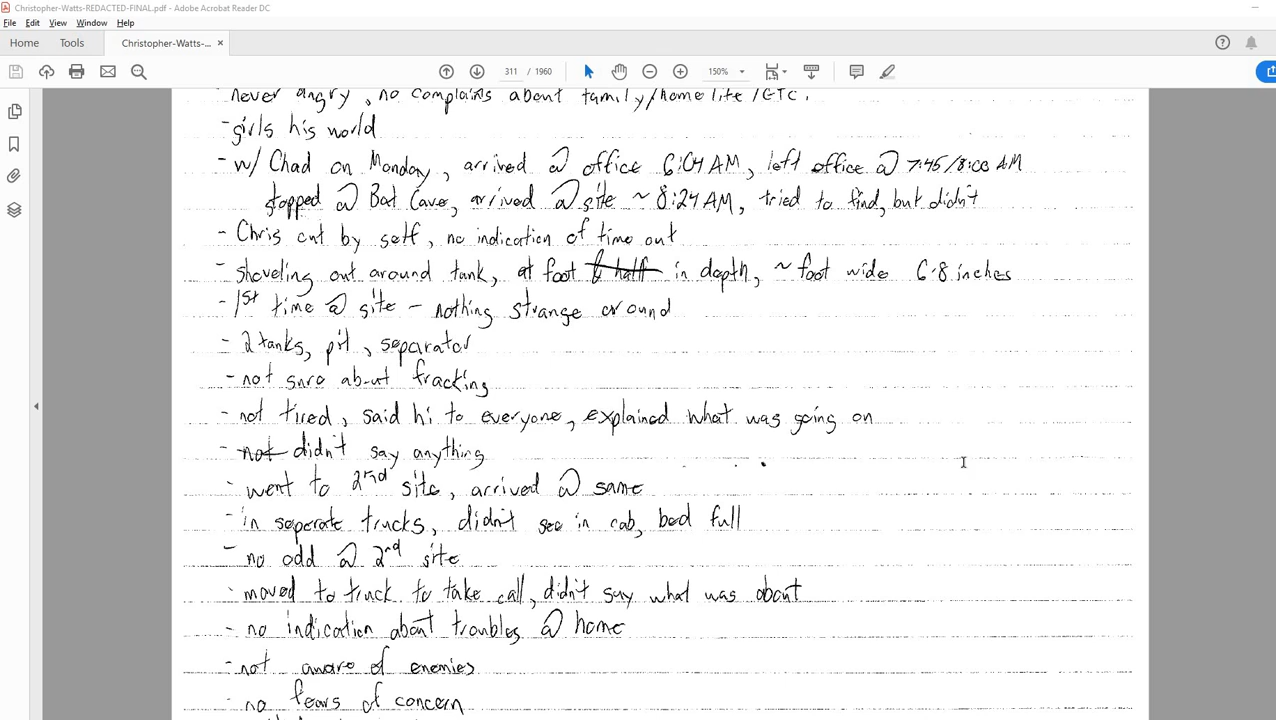 Christopher-Watts-REDACTED-FINAL.pdf - Adobe Acrobat Reader DC
File Edit View Window Help
Home Tools Christopher-Watts-... ×
311 / 1960 150%
- never angry, no complaints about family/home life/ETC.
- girls his world
- w/ Chad on Monday, arrived @ office 6:04 AM, left office @ 7:45/8:00 AM
stopped @ Bat Cave, arrived @ site ~ 8:24 AM, tried to find, but didn't
- Chris out by self, no indication of time out
- shoveling out around tank, at foot & half in depth, ~ foot wide 6-8 inches
- 1st time @ site - nothing strange around
- 2 tanks, pit, separator
- not sure about fracking
- not tired, said hi to everyone, explained what was going on
- not didn't say anything
- went to 2nd site, arrived @ same
- in seperate trucks, didn't see in cab, bed full
- no odd @ 2nd site
- moved to truck to take call, didn't say what was about
- no indication about troubles @ home
- not aware of enemies
- no fears of concern